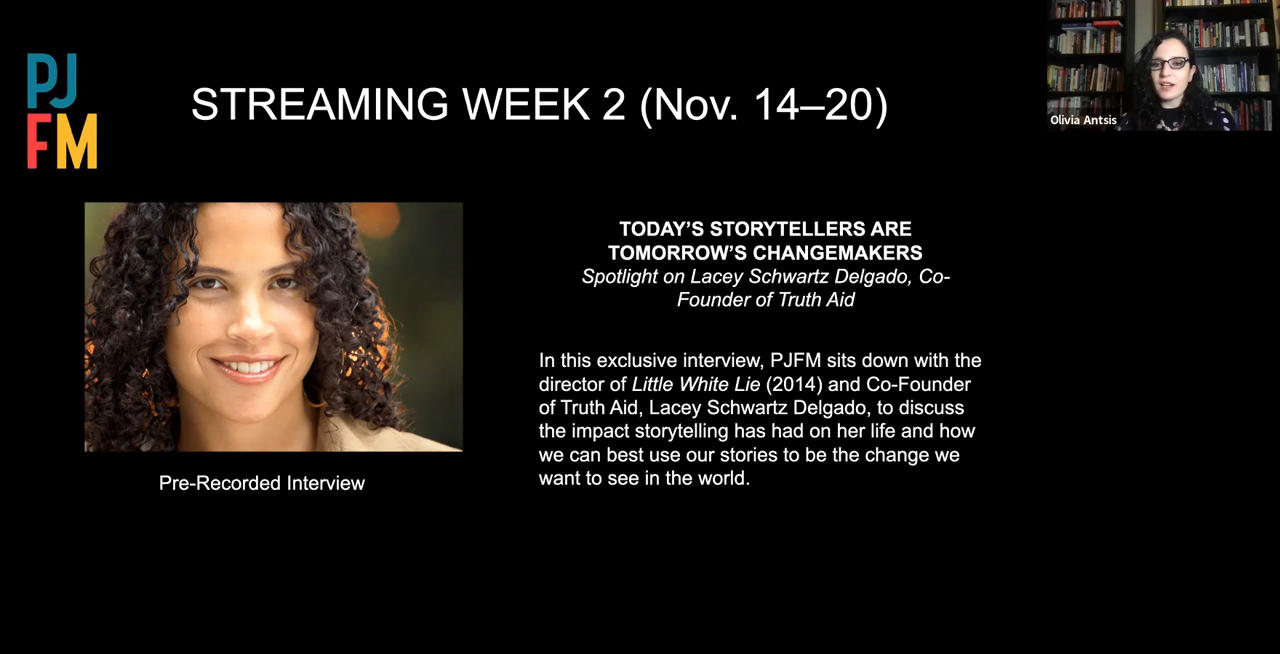 PJ
FM
STREAMING WEEK 2 (Nov. 14–20)
Olivia Antsis
TODAY’S STORYTELLERS ARE
TOMORROW’S CHANGEMAKERS
Spotlight on Lacey Schwartz Delgado, Co-
Founder of Truth Aid
In this exclusive interview, PJFM sits down with the
director of Little White Lie (2014) and Co-Founder
of Truth Aid, Lacey Schwartz Delgado, to discuss
the impact storytelling has had on her life and how
we can best use our stories to be the change we
want to see in the world.
Pre-Recorded Interview